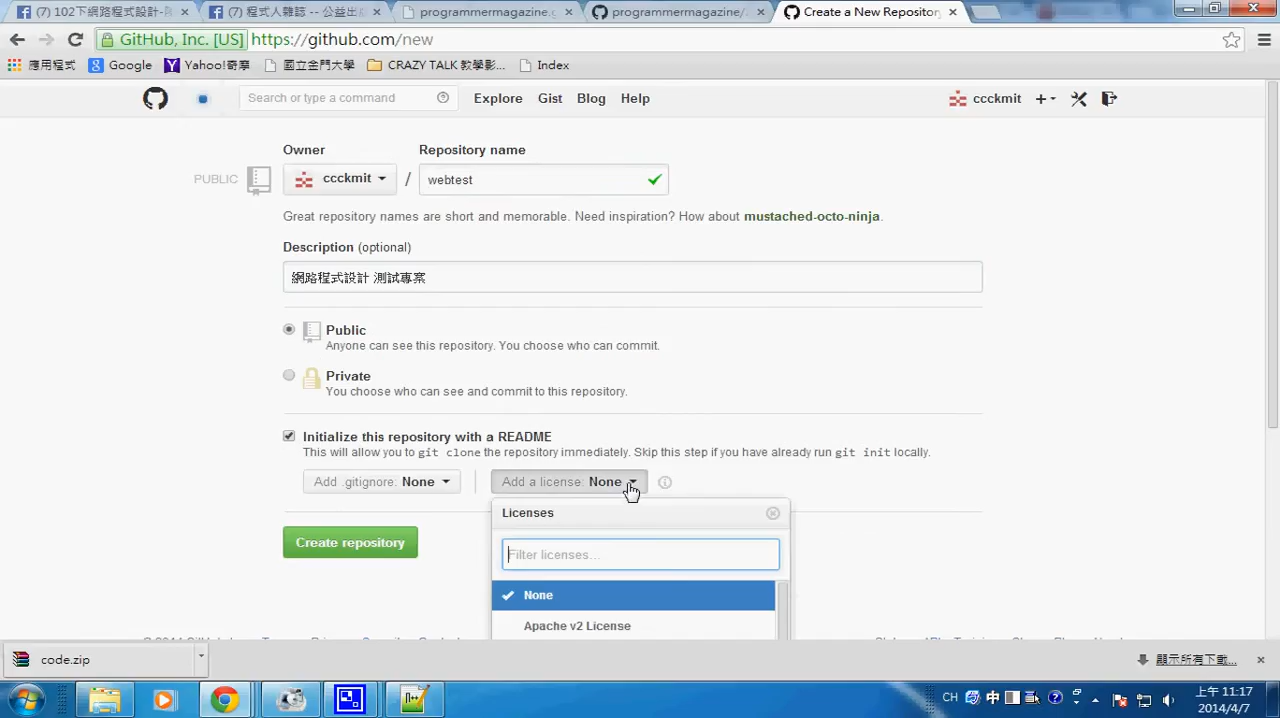 (7) 102下網路程式設計-
(7) 程式人雜誌 -- 公益出
programmermagazine.g
programmermagazine/
Create a New Repository
GitHub, Inc. [US] https://github.com/new
應用程式 Google Yahoo!奇摩 國立金門大學 CRAZY TALK 教學影... Index
Search or type a command Explore Gist Blog Help ccckmit
Owner Repository name
PUBLIC ccckmit / webtest
Great repository names are short and memorable. Need inspiration? How about mustached-octo-ninja.
Description (optional)
網路程式設計 測試專案
Public
Anyone can see this repository. You choose who can commit.
Private
You choose who can see and commit to this repository.
Initialize this repository with a README
This will allow you to git clone the repository immediately. Skip this step if you have already run git init locally.
Add .gitignore: None Add a license: None
Licenses
Create repository
Filter licenses...
None
Apache v2 License
code.zip
顯示所有下載...
CH 中
上午 11:17
2014/4/7